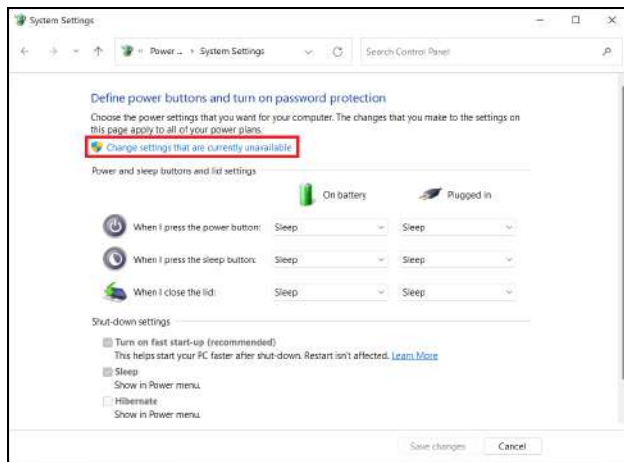 System Settings
« Power ... › System Settings
Search Control Panel
Define power buttons and turn on password protection
Choose the power settings that you want for your computer. The changes that you make to the settings on
this page apply to all of your power plans.
Change settings that are currently unavailable
Power and sleep buttons and lid settings
On battery Plugged in
When I press the power button: Sleep Sleep
When I press the sleep button: Sleep Sleep
When I close the lid: Sleep Sleep
Shut-down settings
Turn on fast start-up (recommended)
This helps start your PC faster after shut-down. Restart isn't affected. Learn More
Sleep
Show in Power menu.
Hibernate
Show in Power menu.
Save changes Cancel